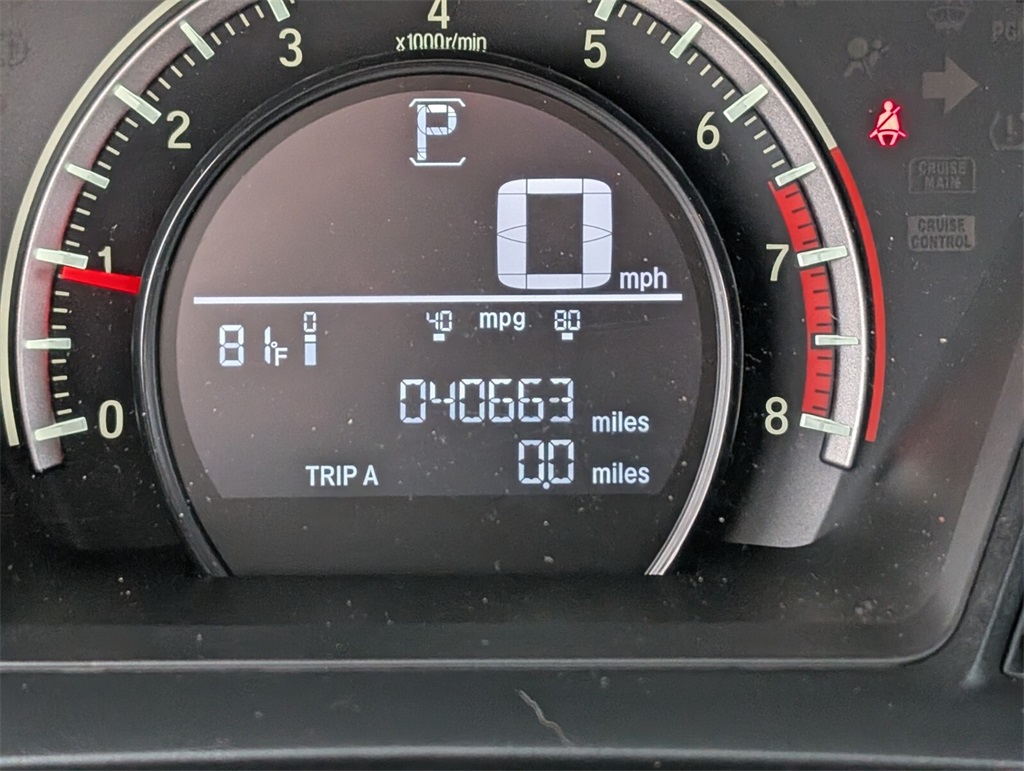 4
x1000r/min
3 5
2 6
1 7
0 8
P
0 mph
0 40 mpg 80
81°F
040663 miles
TRIP A 0.0 miles
CRUISE
MAIN
CRUISE
CONTROL